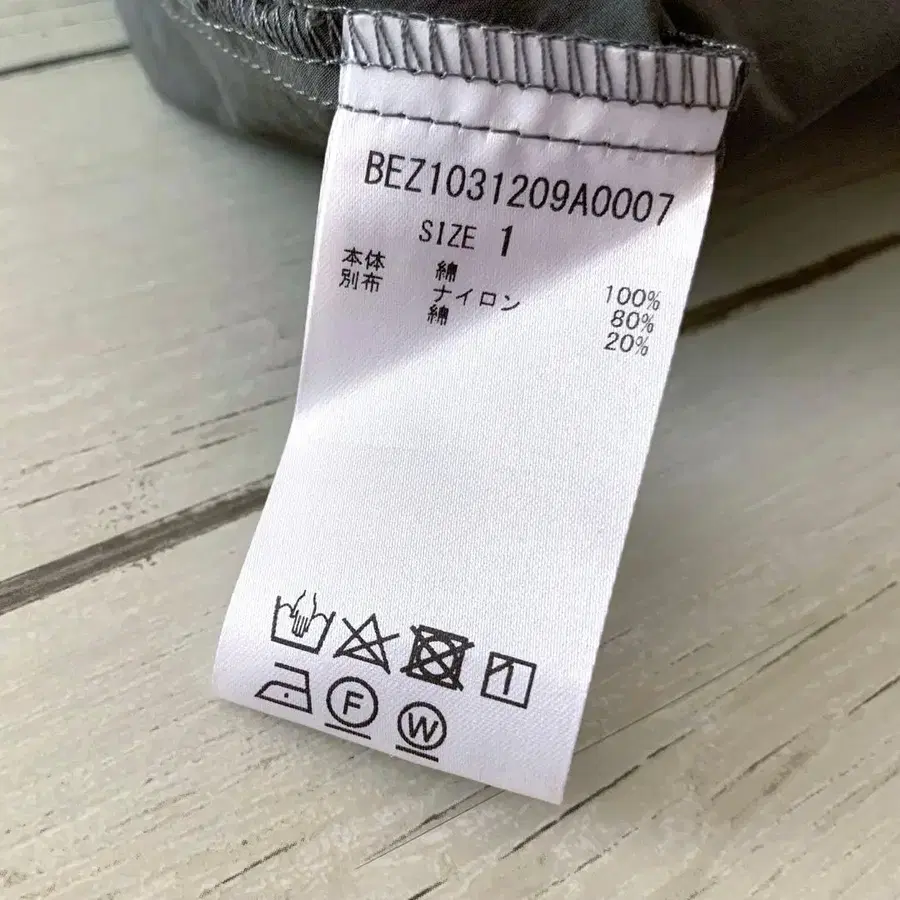 BEZ1031209A0007
SIZE 1
本体 綿 100%
別布 ナイロン 80%
綿 20%
F
W